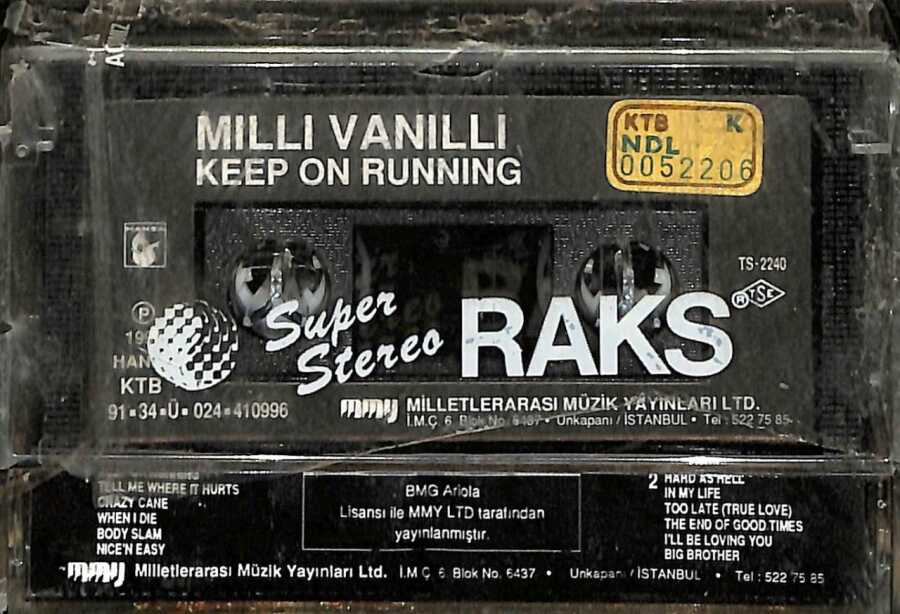 MILLI VANILLI
KEEP ON RUNNING
KTB K
NDL
0052206
HANSA
TS-2240
Super
Stereo
RAKS
R TSE
P
HAN
KTB
91•34•Ü•024•410996
mmy MİLLETLERARASI MÜZİK YAYINLARI LTD.
İ.M.Ç. 6. Blok No. 6437 • Unkapanı / İSTANBUL • Tel : 522 75 85
TELL ME WHERE IT HURTS
CRAZY CANE
WHEN I DIE
BODY SLAM
NICE'N EASY
BMG Ariola
Lisansı ile MMY LTD tarafından
yayınlanmıştır.
2 HARD AS HELL
IN MY LIFE
TOO LATE (TRUE LOVE)
THE END OF GOOD TIMES
I'LL BE LOVING YOU
BIG BROTHER
mmy Milletlerarası Müzik Yayınları Ltd. İ.M.Ç. 6. Blok No. 6437 • Unkapanı / İSTANBUL • Tel : 522 75 85